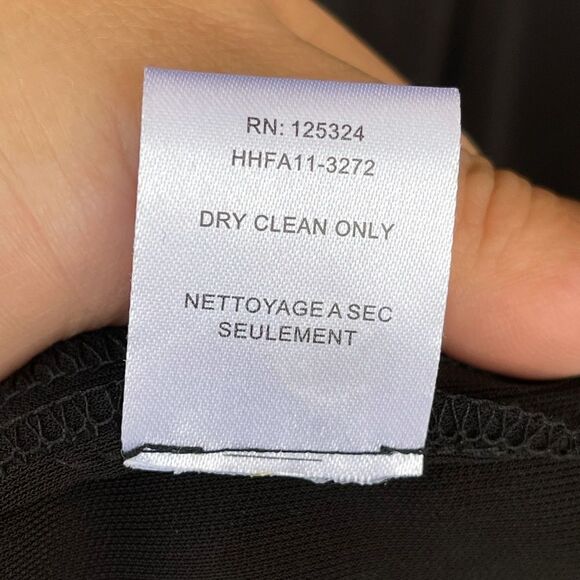 RN: 125324
HHFA11-3272
DRY CLEAN ONLY
NETTOYAGE A SEC
SEULEMENT